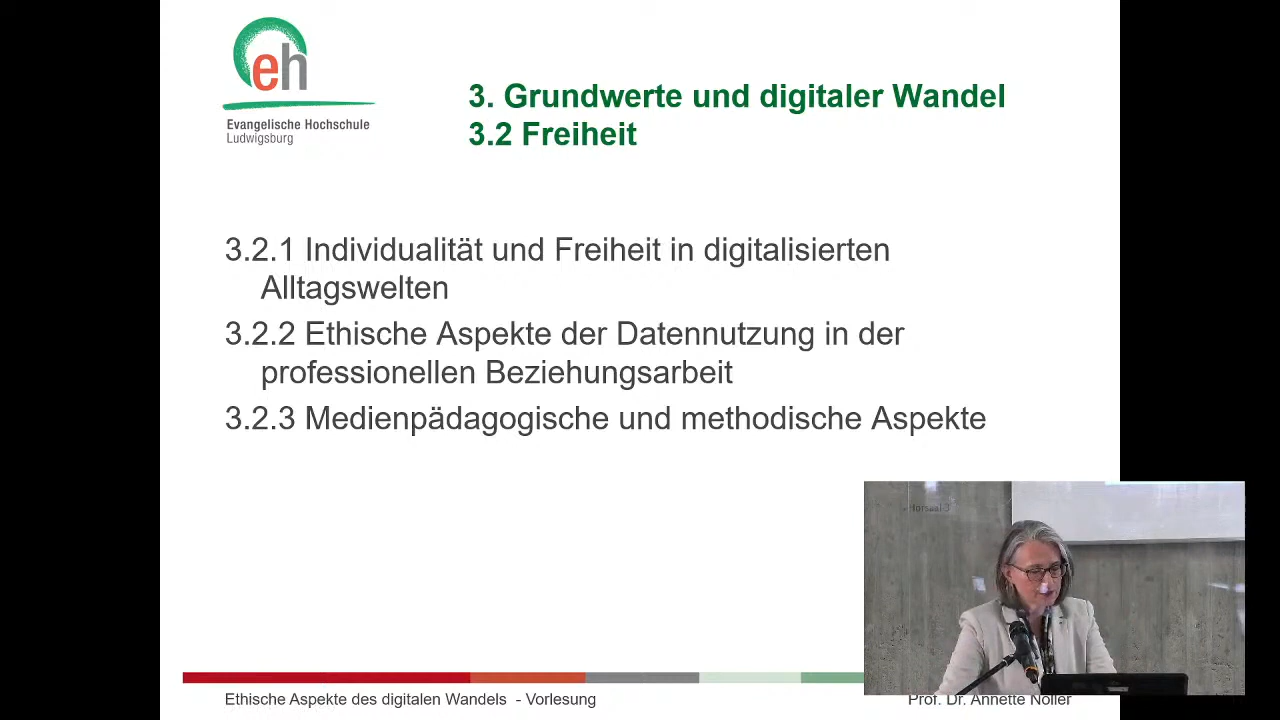 eh
Evangelische Hochschule
Ludwigsburg
3. Grundwerte und digitaler Wandel
3.2 Freiheit
3.2.1 Individualität und Freiheit in digitalisierten
Alltagswelten
3.2.2 Ethische Aspekte der Datennutzung in der
professionellen Beziehungsarbeit
3.2.3 Medienpädagogische und methodische Aspekte
Hörsaal 3
Ethische Aspekte des digitalen Wandels - Vorlesung
Prof. Dr. Annette Noller